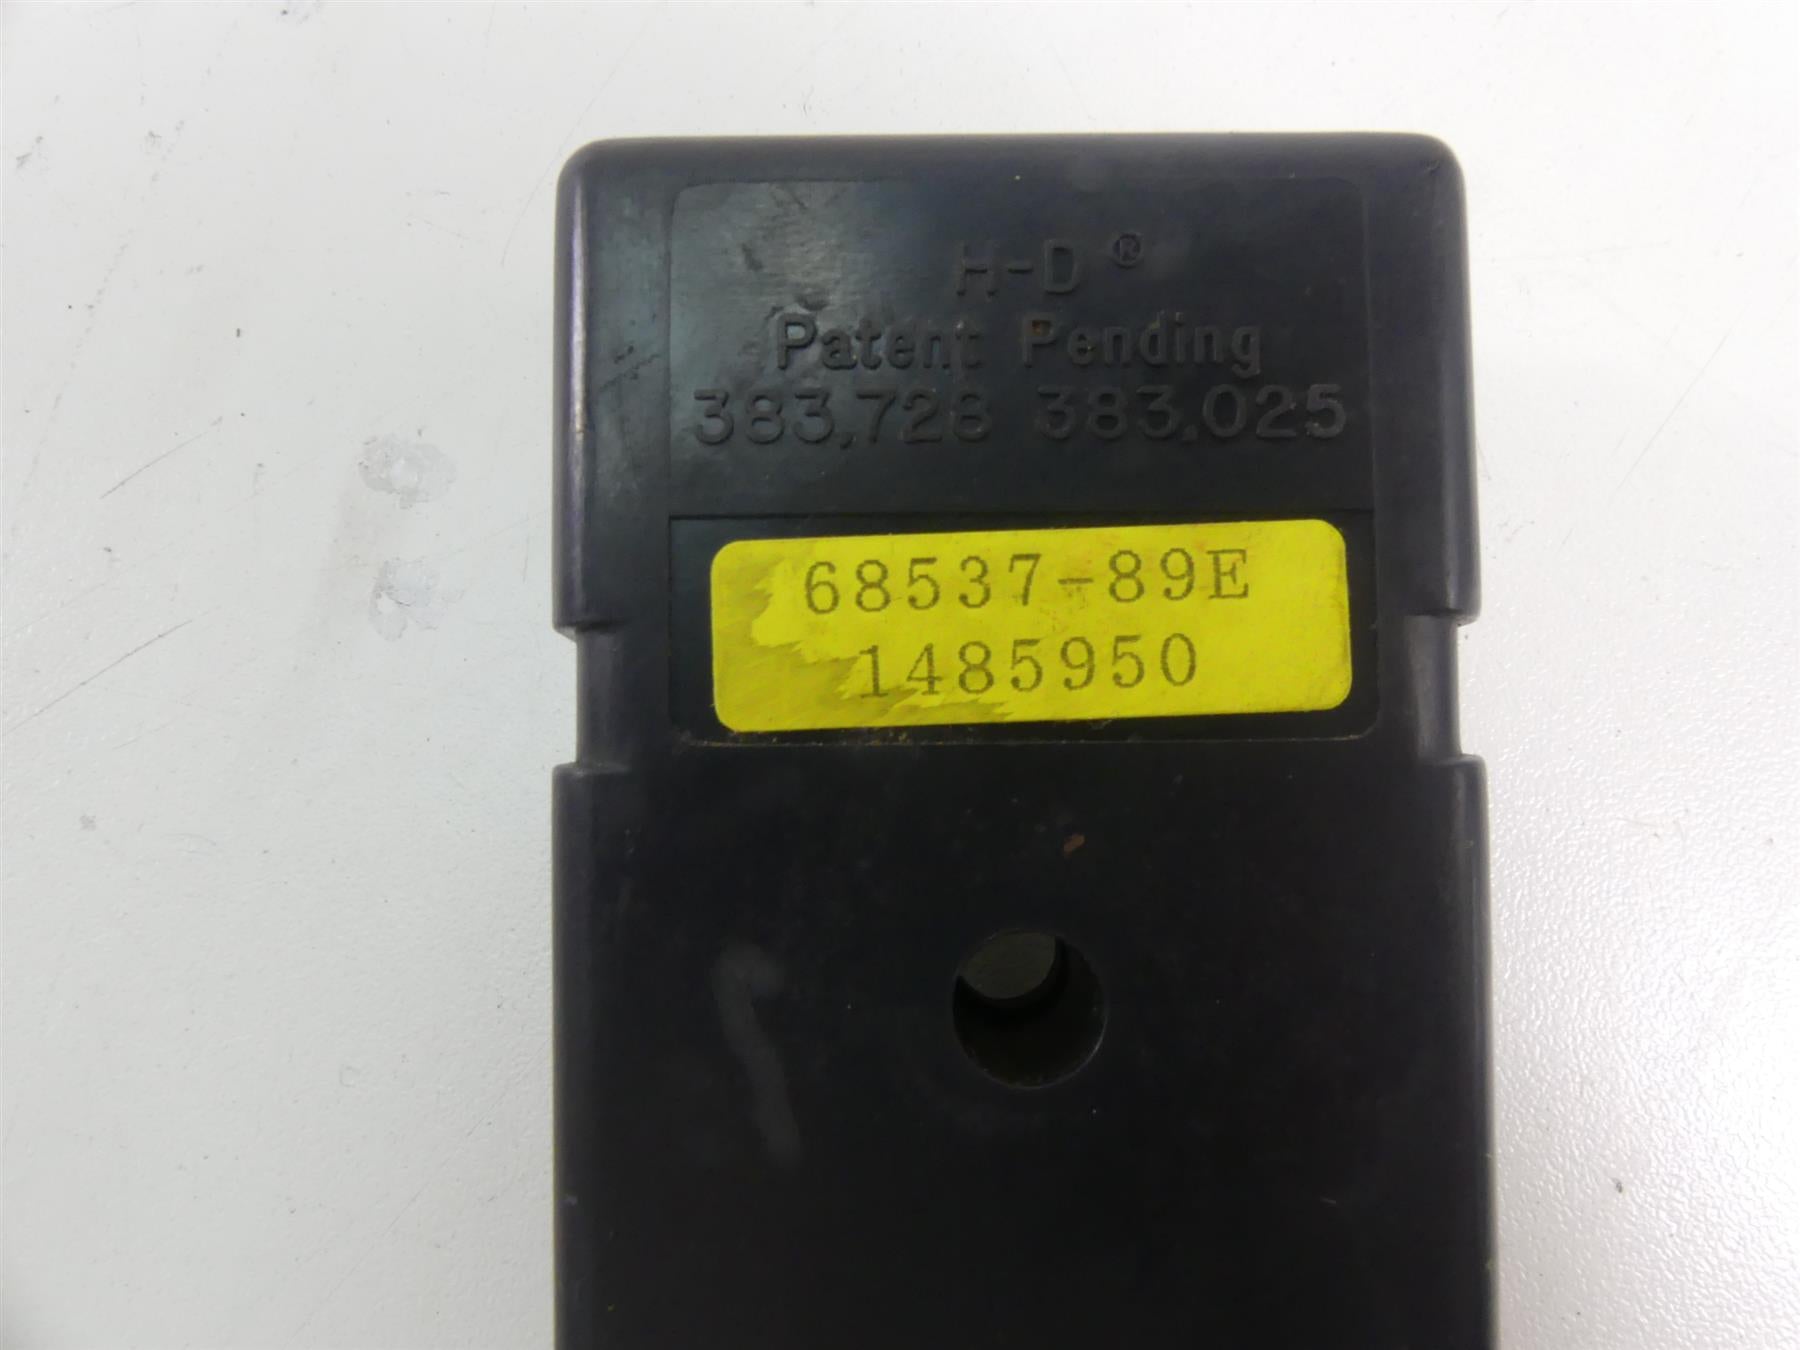 H-D®
Patent Pending
383,728 383,025
68537-89E
1485950